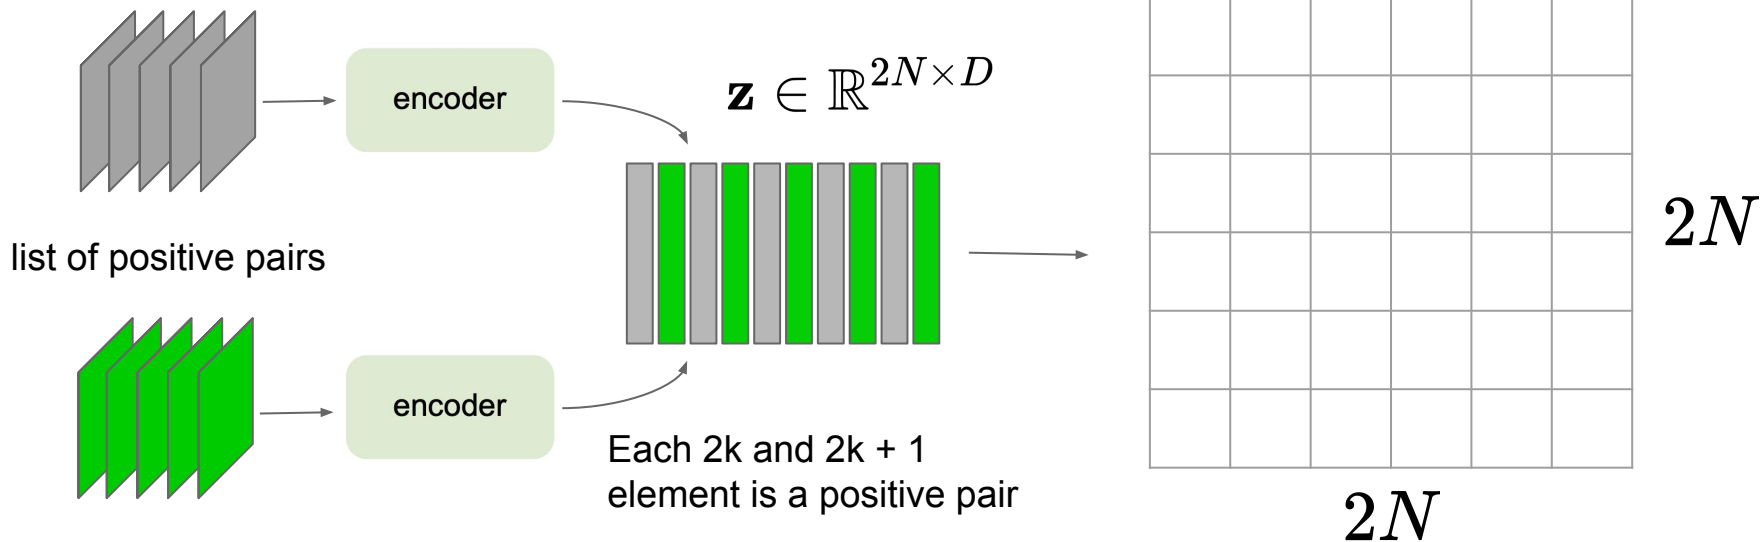 encoder
z ∈ ℝ^{2N×D}
list of positive pairs
encoder
Each 2k and 2k + 1
element is a positive pair
2N
2N